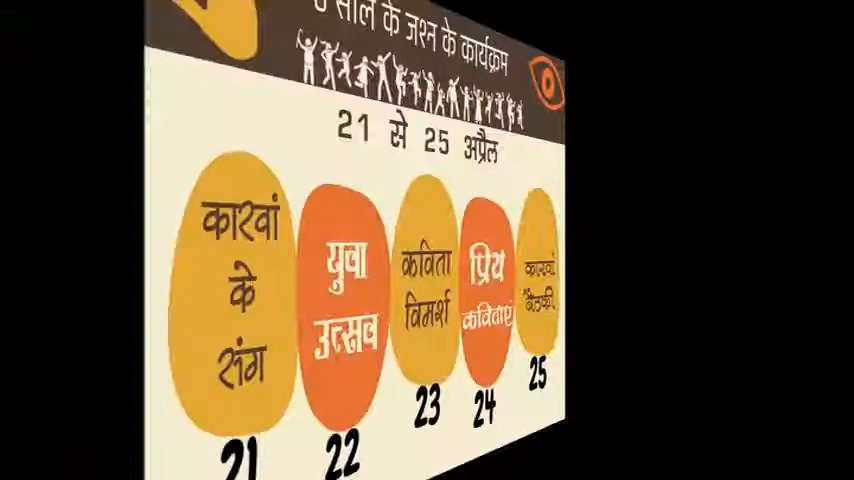 साल के जश्न के कार्यक्रम
21 से 25 अप्रैल
कारवां
के
संग
21
युवा
उत्सव
22
कविता
विमर्श
23
प्रिय
कविताएं
24
कारवां
बैठकी
25